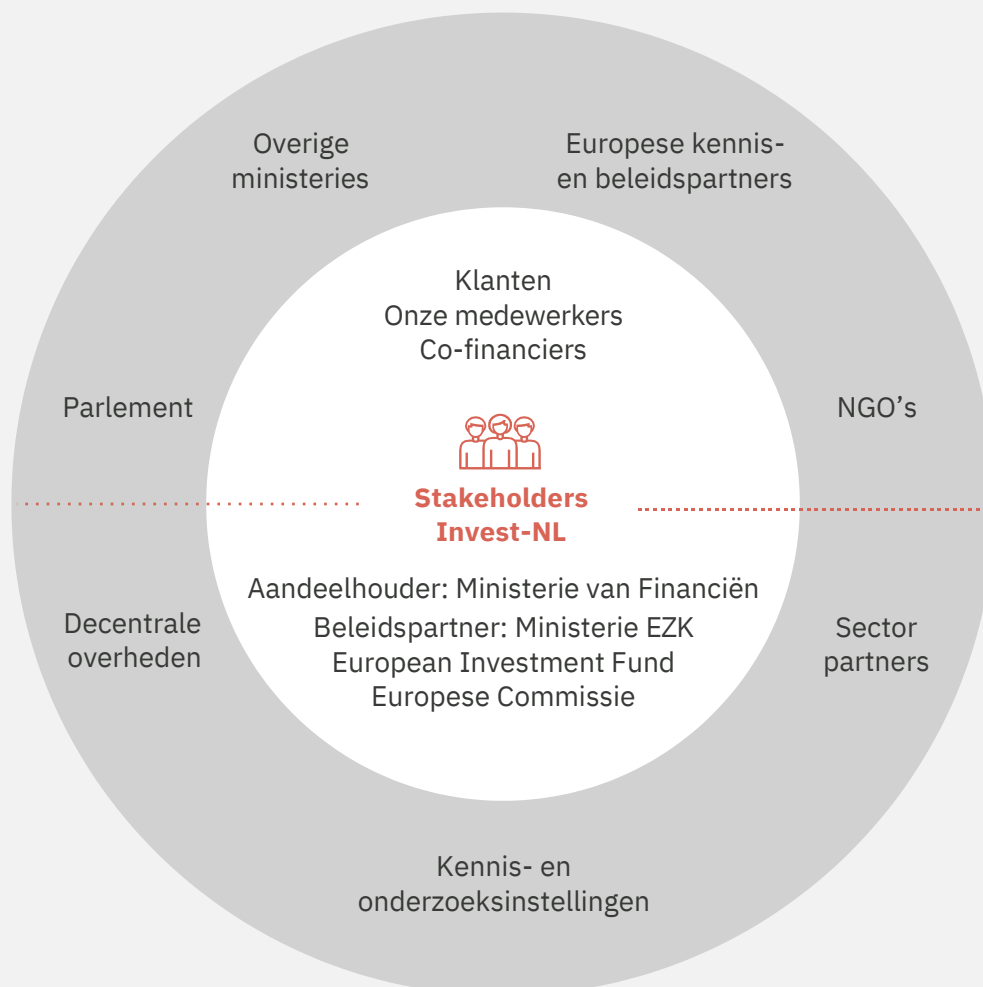 Overige
ministeries
Europese kennis-
en beleidspartners
Klanten
Onze medewerkers
Co-financiers
Parlement
NGO’s
Stakeholders
Invest-NL
Aandeelhouder: Ministerie van Financiën
Beleidspartner: Ministerie EZK
European Investment Fund
Europese Commissie
Decentrale
overheden
Sector
partners
Kennis- en
onderzoeksinstellingen